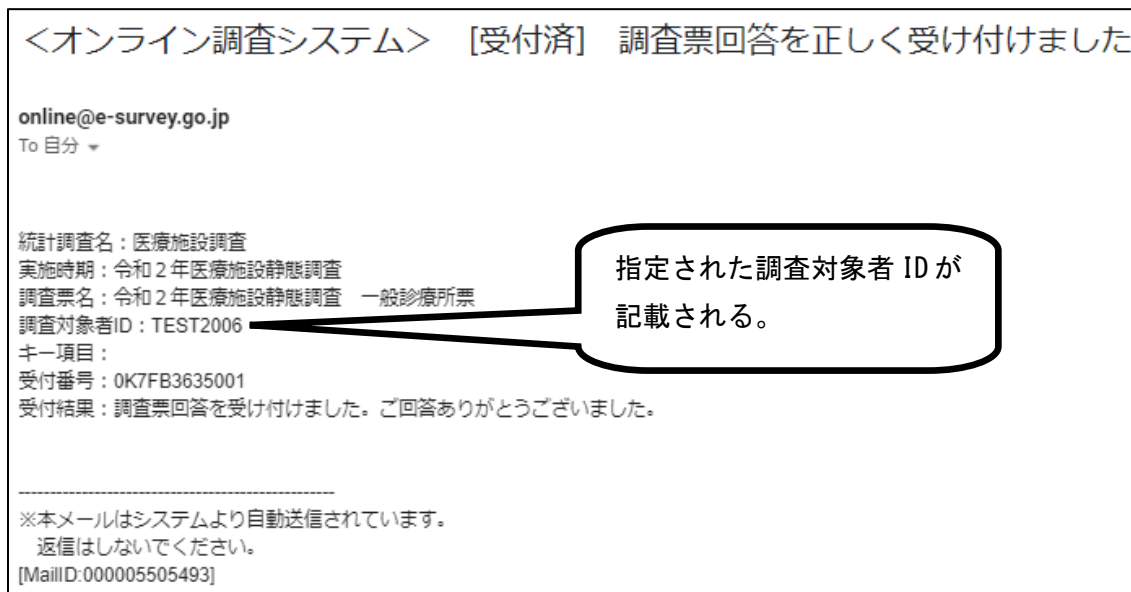 ＜オンライン調査システム＞　[受付済]　調査票回答を正しく受け付けました
online@e-survey.go.jp
To 自分
統計調査名：医療施設調査
実施時期：令和２年医療施設静態調査
調査票名：令和２年医療施設静態調査　一般診療所票
調査対象者ID：TEST2006
キー項目：
受付番号：0K7FB3635001
受付結果：調査票回答を受け付けました。ご回答ありがとうございました。
指定された調査対象者 ID が
記載される。
--------------------------------------------------
※本メールはシステムより自動送信されています。
返信はしないでください。
[MailID:000005505493]